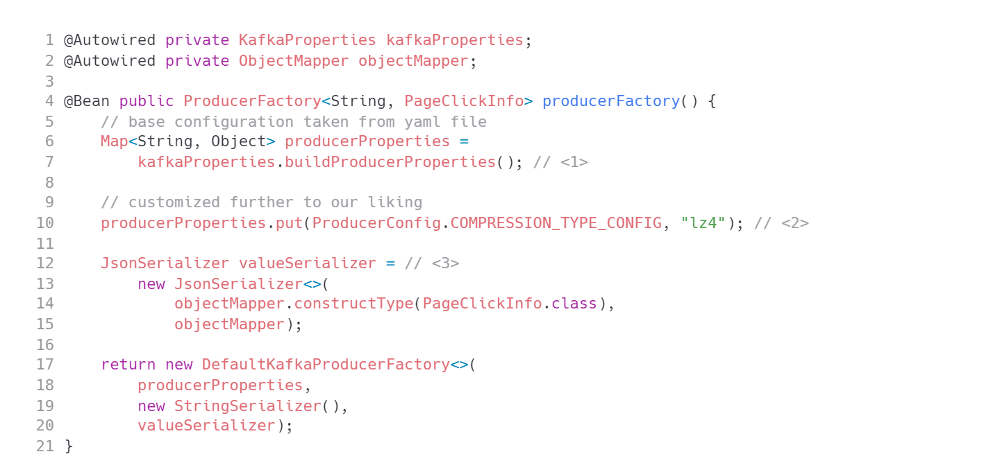 1 @Autowired private KafkaProperties kafkaProperties;
2 @Autowired private ObjectMapper objectMapper;
3
4 @Bean public ProducerFactory<String, PageClickInfo> producerFactory() {
5     // base configuration taken from yaml file
6     Map<String, Object> producerProperties =
7         kafkaProperties.buildProducerProperties(); // <1>
8
9     // customized further to our liking
10     producerProperties.put(ProducerConfig.COMPRESSION_TYPE_CONFIG, "lz4"); // <2>
11
12     JsonSerializer valueSerializer = // <3>
13         new JsonSerializer<>(
14             objectMapper.constructType(PageClickInfo.class),
15             objectMapper);
16
17     return new DefaultKafkaProducerFactory<>(
18         producerProperties,
19         new StringSerializer(),
20         valueSerializer);
21 }